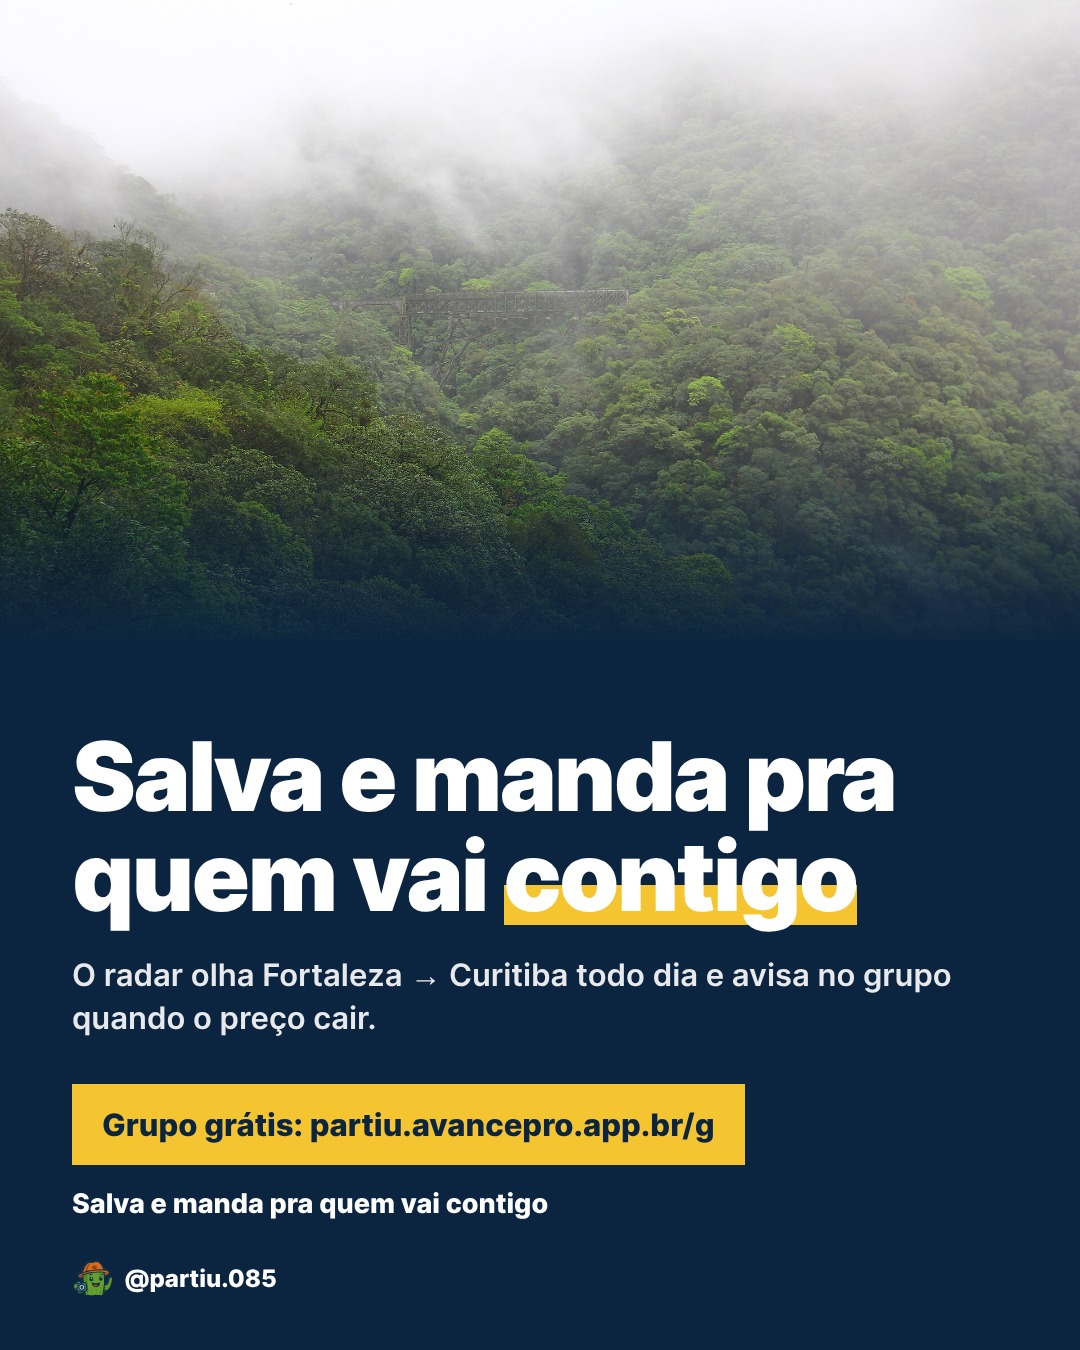 Salva e manda pra
quem vai contigo
O radar olha Fortaleza → Curitiba todo dia e avisa no grupo
quando o preço cair.
Grupo grátis: partiu.avancepro.app.br/g
Salva e manda pra quem vai contigo
@partiu.085